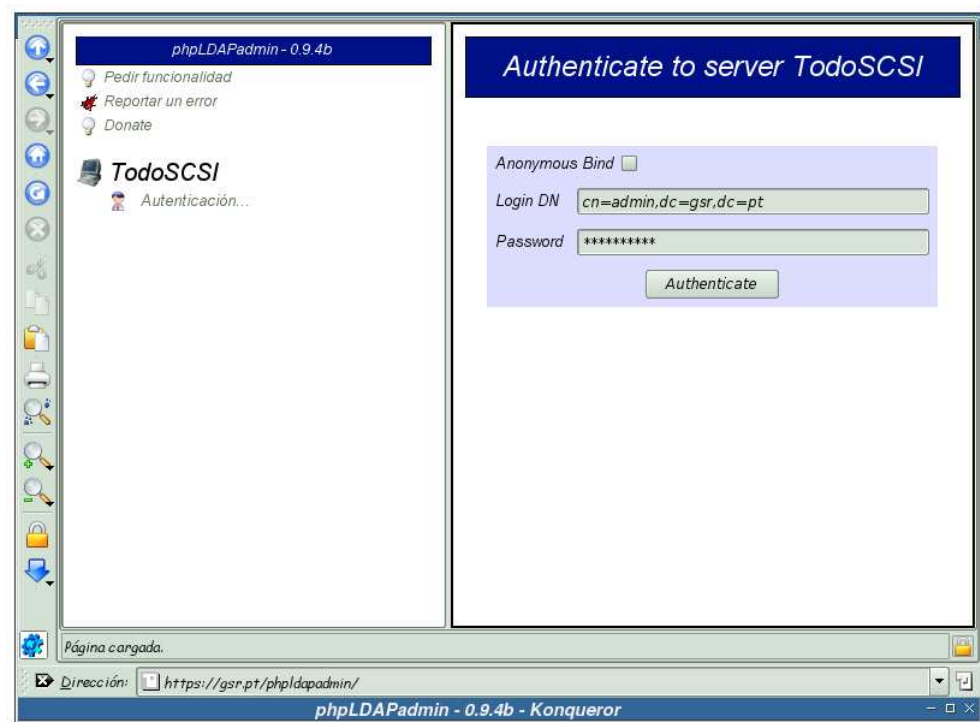 phpLDAPadmin - 0.9.4b
Pedir funcionalidad
Reportar un error
Donate
TodoSCSI
Autenticación...
Authenticate to server TodoSCSI
Anonymous Bind
Login DN cn=admin,dc=gsr,dc=pt
Password **********
Authenticate
Página cargada.
Dirección: https://gsr.pt/phpldapadmin/
phpLDAPadmin - 0.9.4b - Konqueror